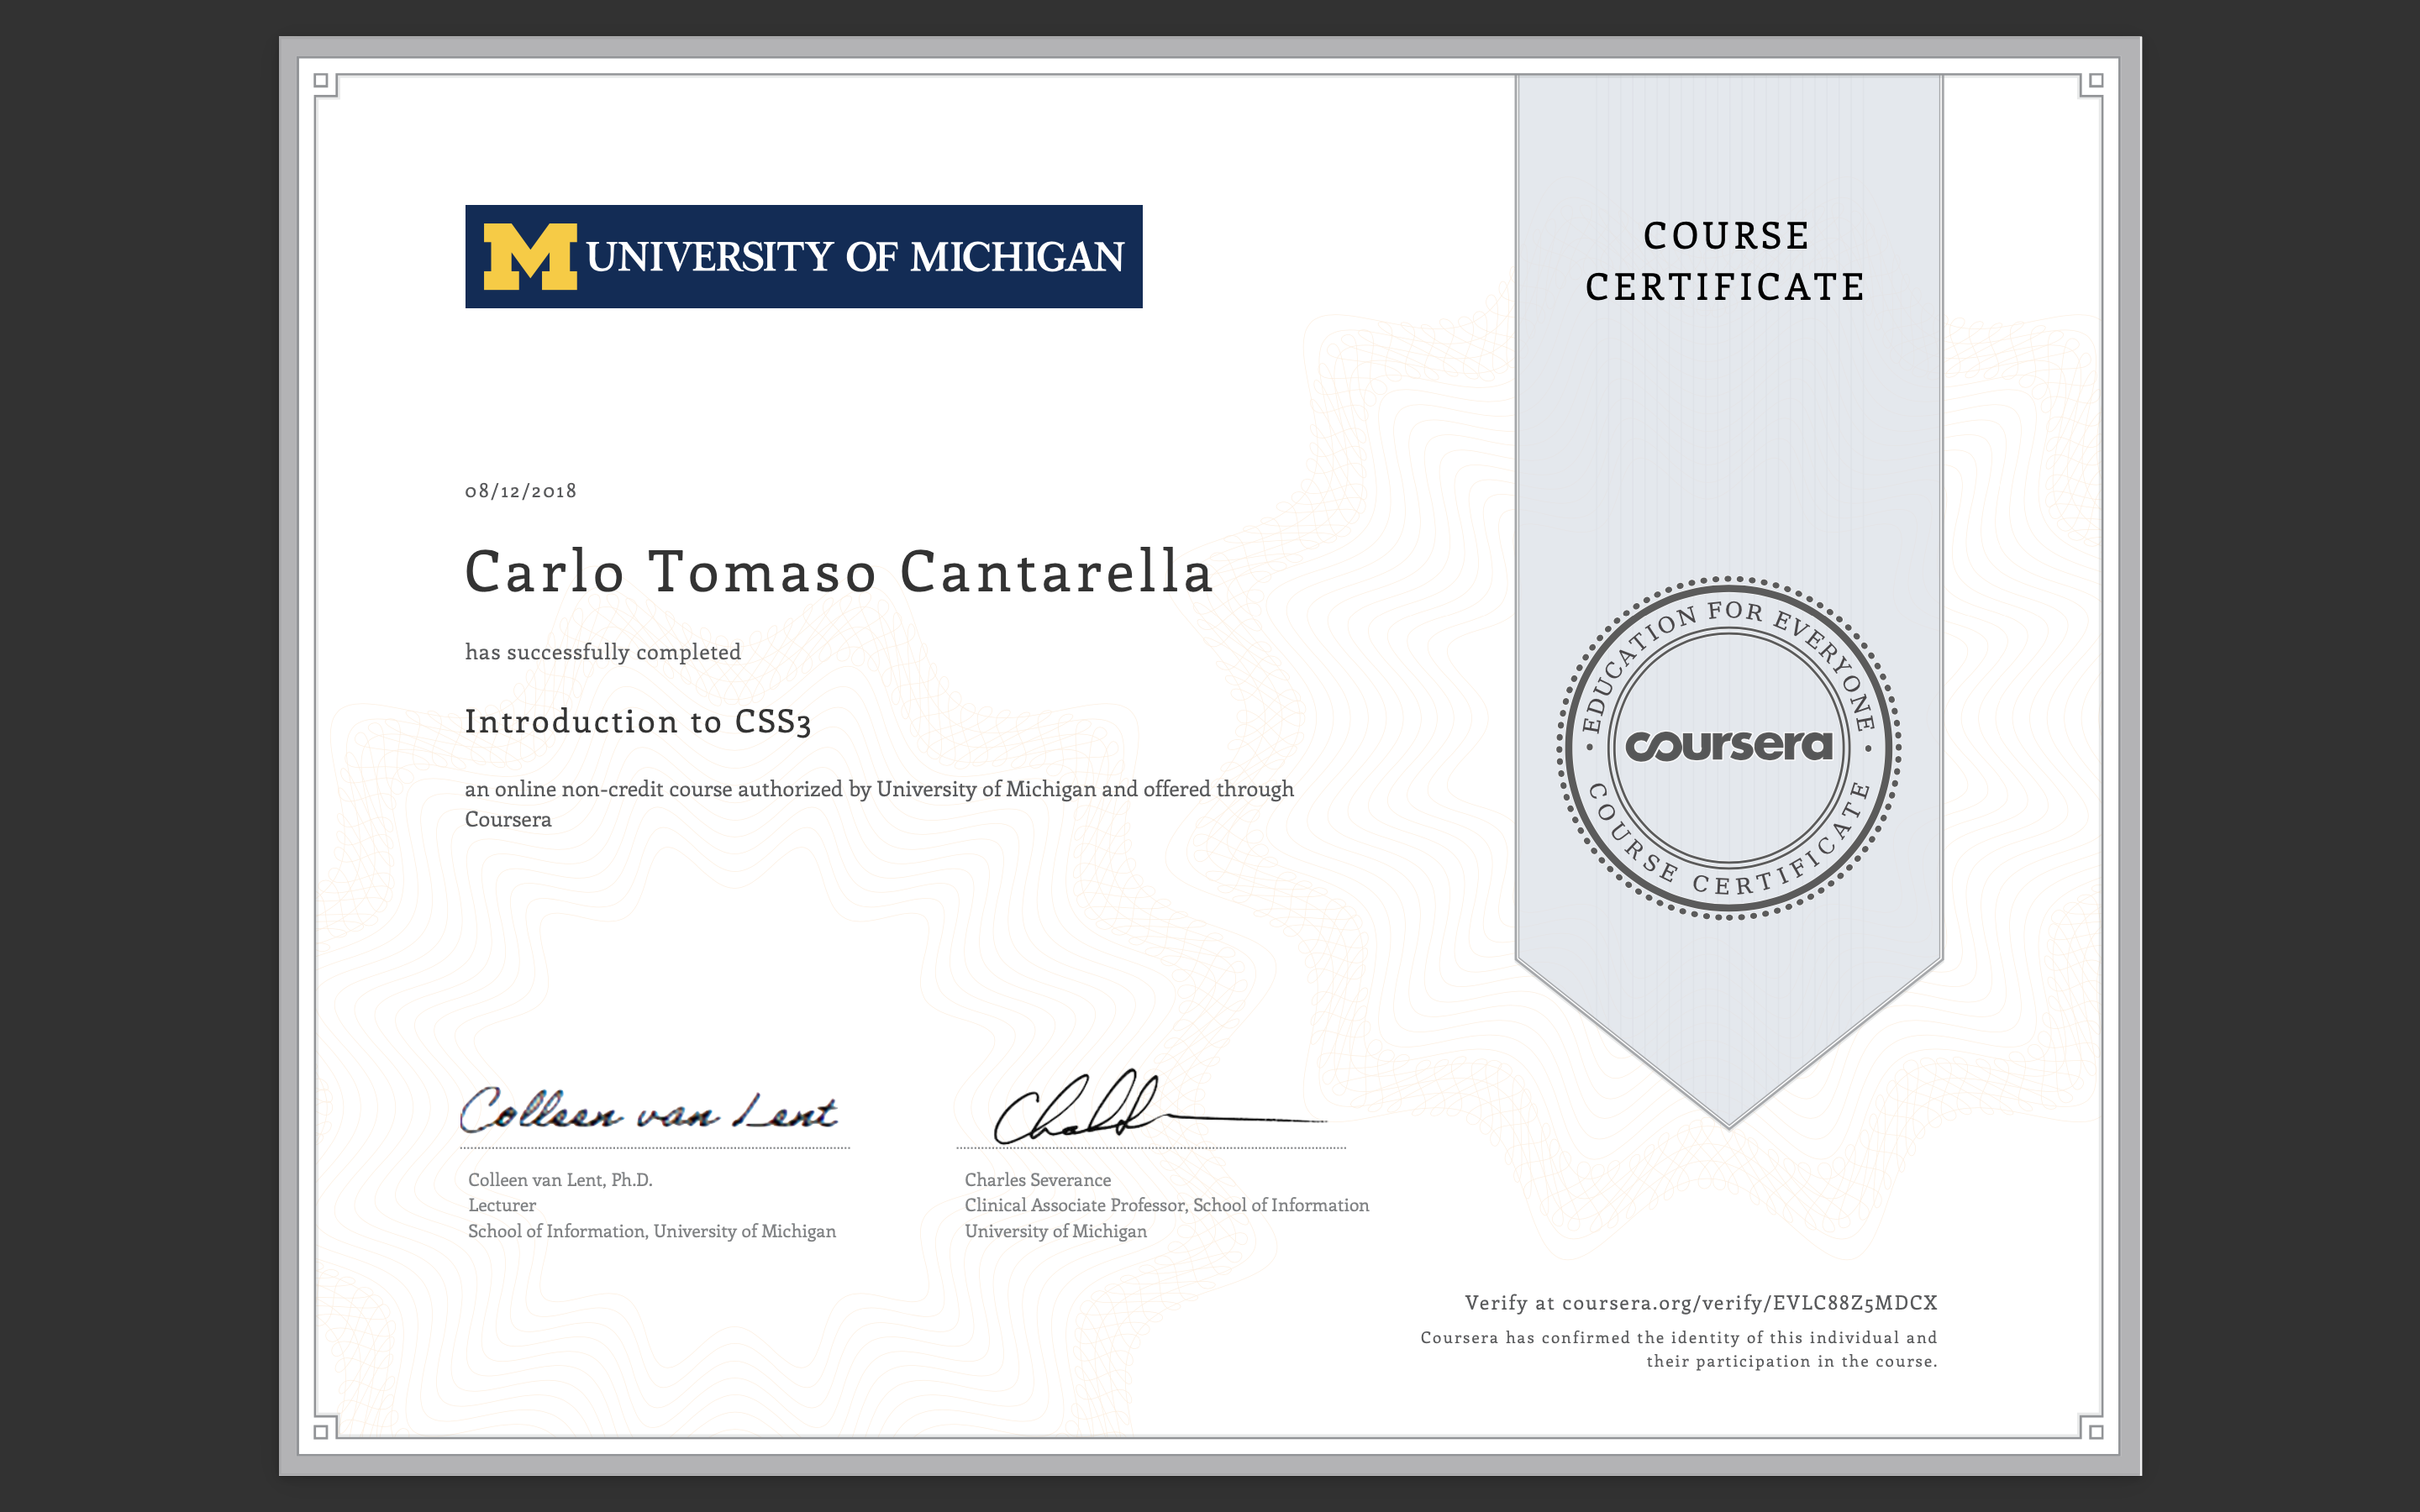 M UNIVERSITY OF MICHIGAN
COURSE
CERTIFICATE
08/12/2018
Carlo Tomaso Cantarella
has successfully completed
Introduction to CSS3
an online non-credit course authorized by University of Michigan and offered through
Coursera
EDUCATION FOR EVERYONE
coursera
COURSE CERTIFICATE
Colleen van Lent
Colleen van Lent, Ph.D.
Lecturer
School of Information, University of Michigan
Charles Severance
Clinical Associate Professor, School of Information
University of Michigan
Verify at coursera.org/verify/EVLC88Z5MDCX
Coursera has confirmed the identity of this individual and
their participation in the course.